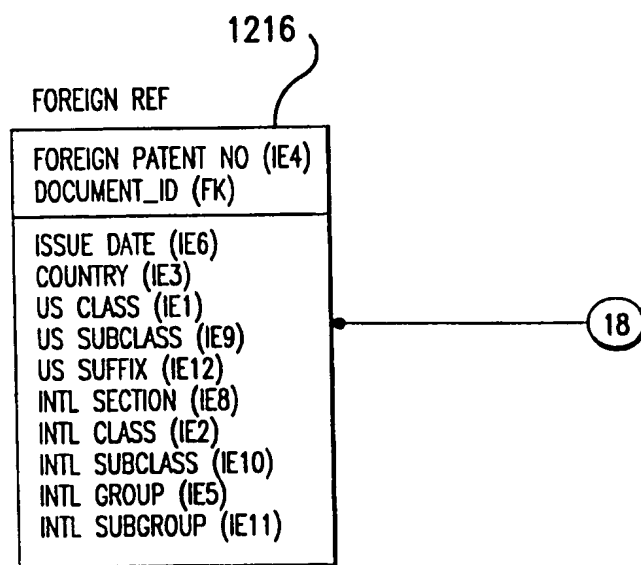 1216
FOREIGN REF
FOREIGN PATENT NO (IE4)
DOCUMENT_ID (FK)
ISSUE DATE (IE6)
COUNTRY (IE3)
US CLASS (IE1)
US SUBCLASS (IE9)
US SUFFIX (IE12)
INTL SECTION (IE8)
INTL CLASS (IE2)
INTL SUBCLASS (IE10)
INTL GROUP (IE5)
INTL SUBGROUP (IE11)
18